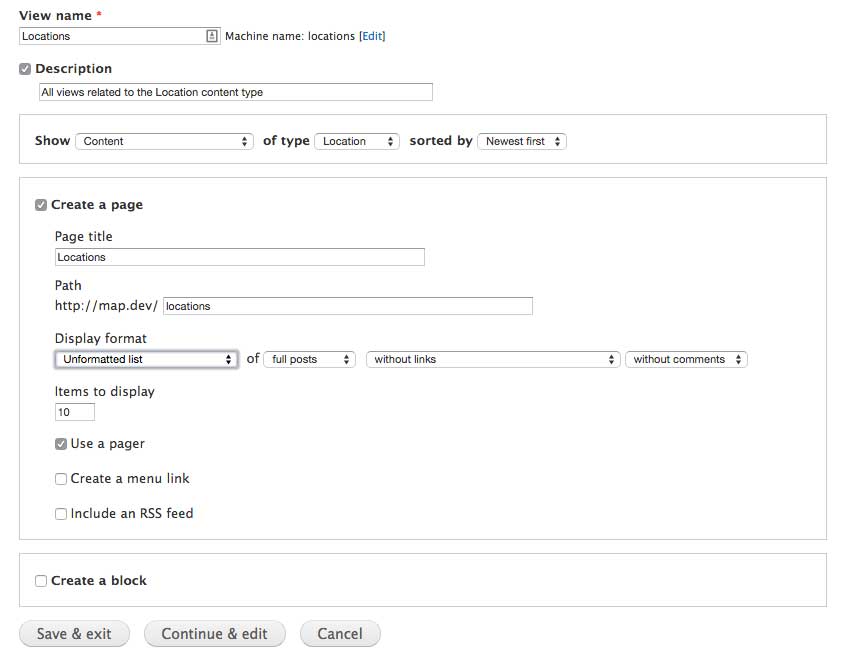 View name *
Locations Machine name: locations [Edit]
Description
All views related to the Location content type
Show Content of type Location sorted by Newest first
Create a page
Page title
Locations
Path
http://map.dev/ locations
Display format
Unformatted list of full posts without links without comments
Items to display
10
Use a pager
Create a menu link
Include an RSS feed
Create a block
Save & exit Continue & edit Cancel